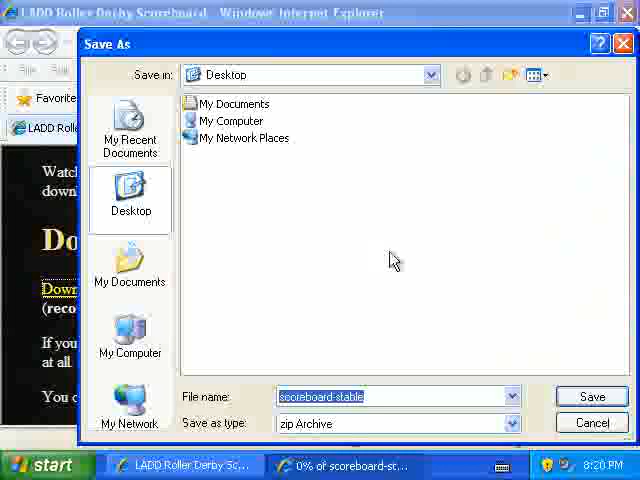 LADD Roller Derby Scoreboard - Windows Internet Explorer
Save As
Save in:
Desktop
Favorite
LADD Rolle
My Documents
My Computer
My Network Places
My Recent
Documents
Desktop
My Documents
My Computer
My Network
Watc
down
Do
Down
(reco
If you
at all.
You c
File name:
scoreboard-stable
Save
Save as type:
zip Archive
Cancel
start
LADD Roller Derby Sc...
0% of scoreboard-st...
8:20 PM